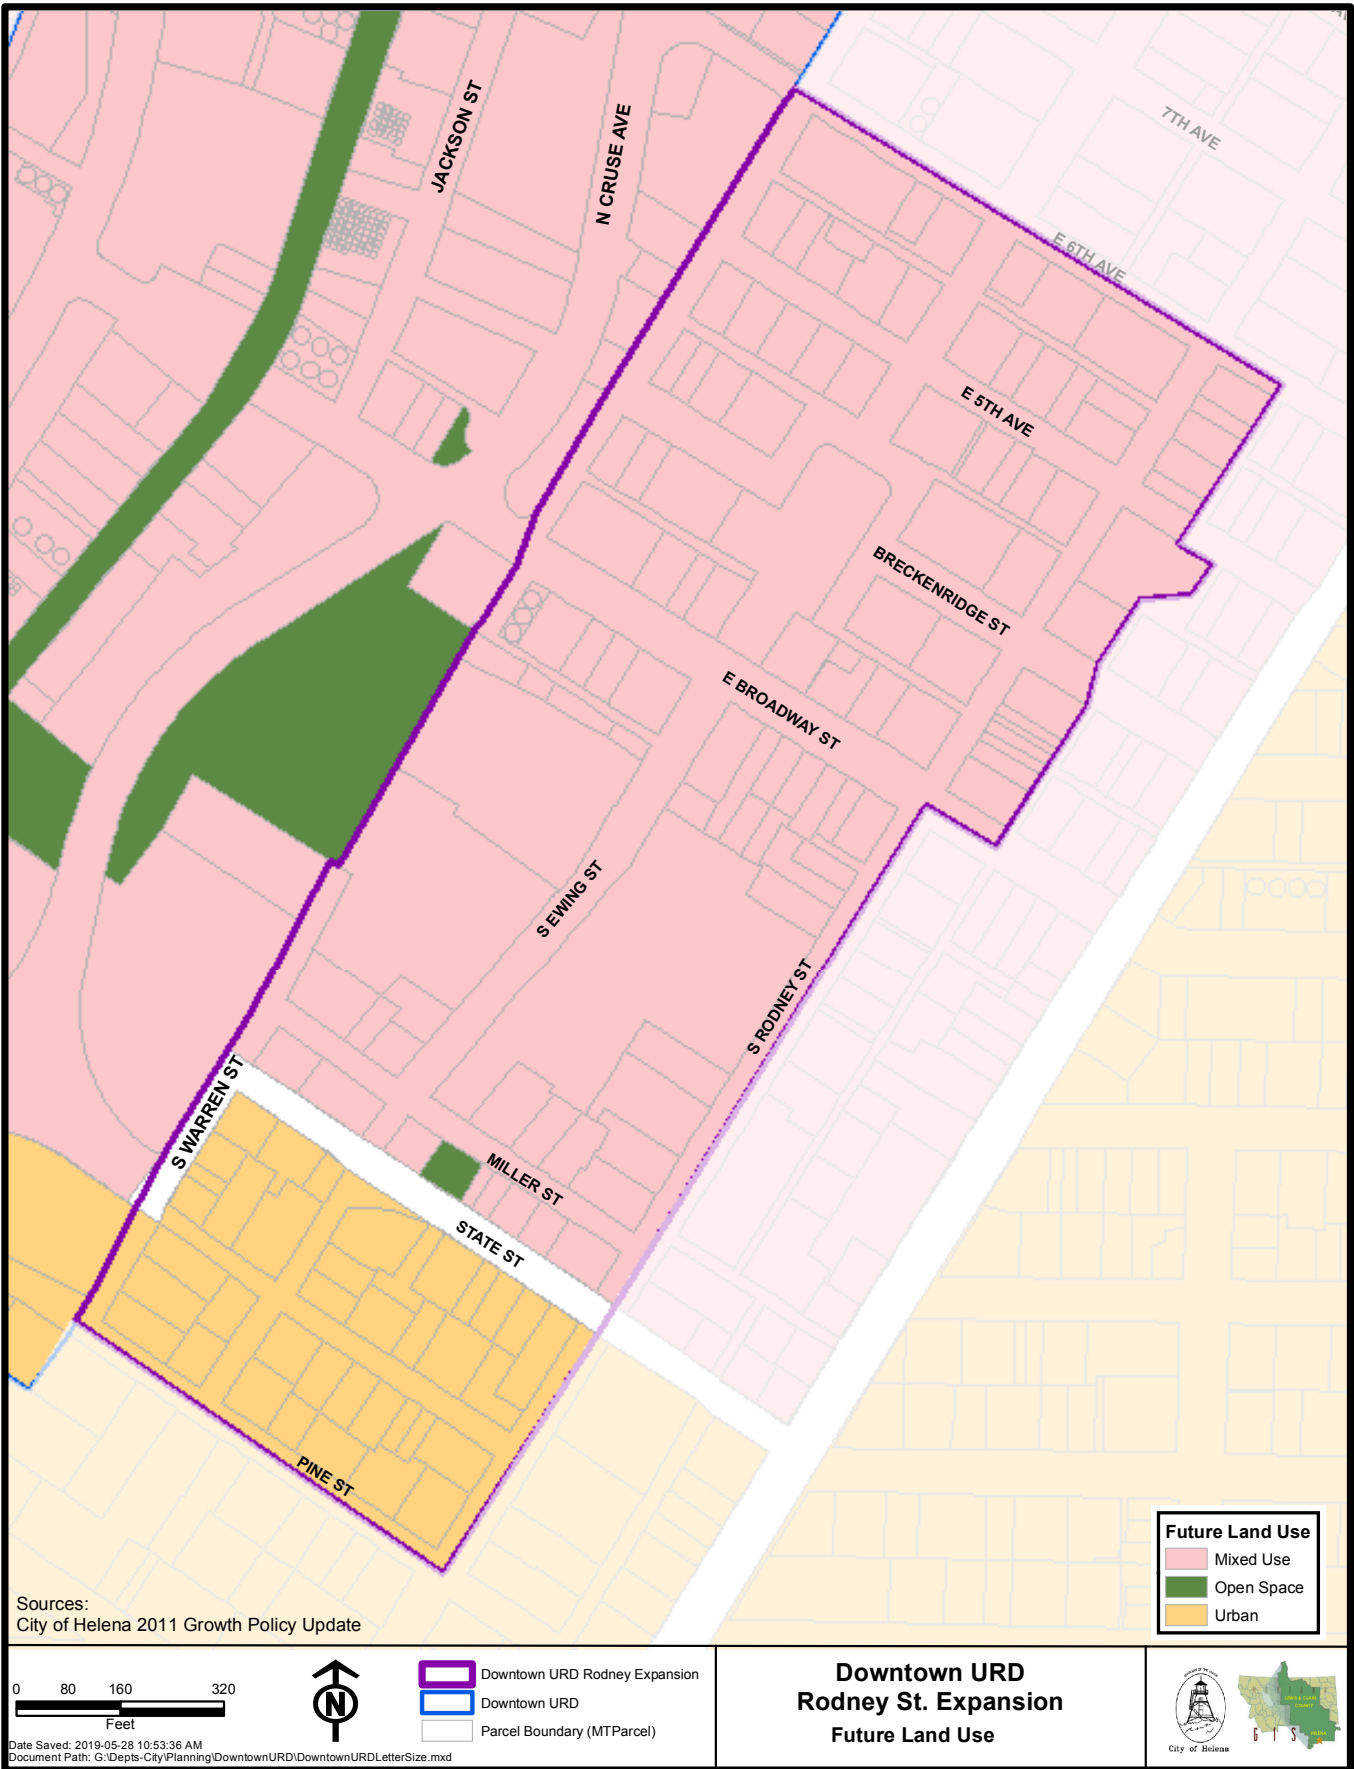 JACKSON ST
N CRUSE AVE
7TH AVE
E 6TH AVE
E 5TH AVE
BRECKENRIDGE ST
E BROADWAY ST
S EWING ST
S RODNEY ST
S WARREN ST
MILLER ST
STATE ST
PINE ST
Future Land Use
Mixed Use
Open Space
Urban
Sources:
City of Helena 2011 Growth Policy Update
0 80 160 320
Feet
N
Date Saved: 2019-05-28 10:53:36 AM
Document Path: G:\Depts-City\Planning\DowntownURD\DowntownURDLetterSize.mxd
Downtown URD Rodney Expansion
Downtown URD
Parcel Boundary (MTParcel)
Downtown URD
Rodney St. Expansion
Future Land Use
City of Helena
LEWIS & CLARK
COUNTY
HELENA
G I S